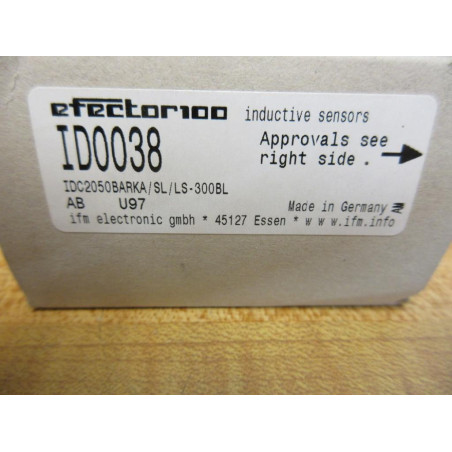 efector100 inductive sensors
ID0038
Approvals see
right side .
IDC2050BARKA/SL/LS-300BL
AB U97
Made in Germany
ifm electronic gmbh * 45127 Essen * w w w.ifm.info